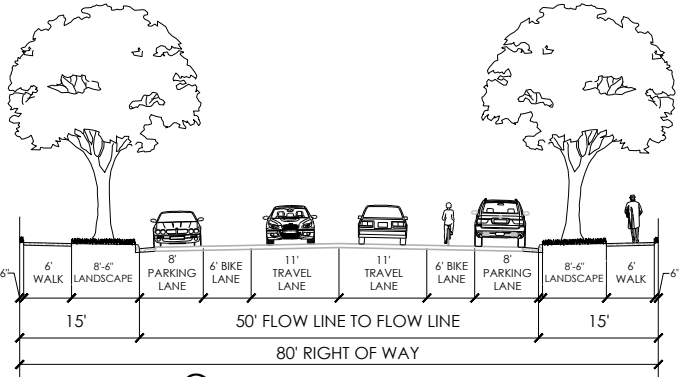 6"
6'
WALK
8'-6"
LANDSCAPE
8'
PARKING
LANE
6' BIKE
LANE
11'
TRAVEL
LANE
11'
TRAVEL
LANE
6' BIKE
LANE
8'
PARKING
LANE
8'-6"
LANDSCAPE
6'
WALK
6"
15'
50' FLOW LINE TO FLOW LINE
15'
80' RIGHT OF WAY